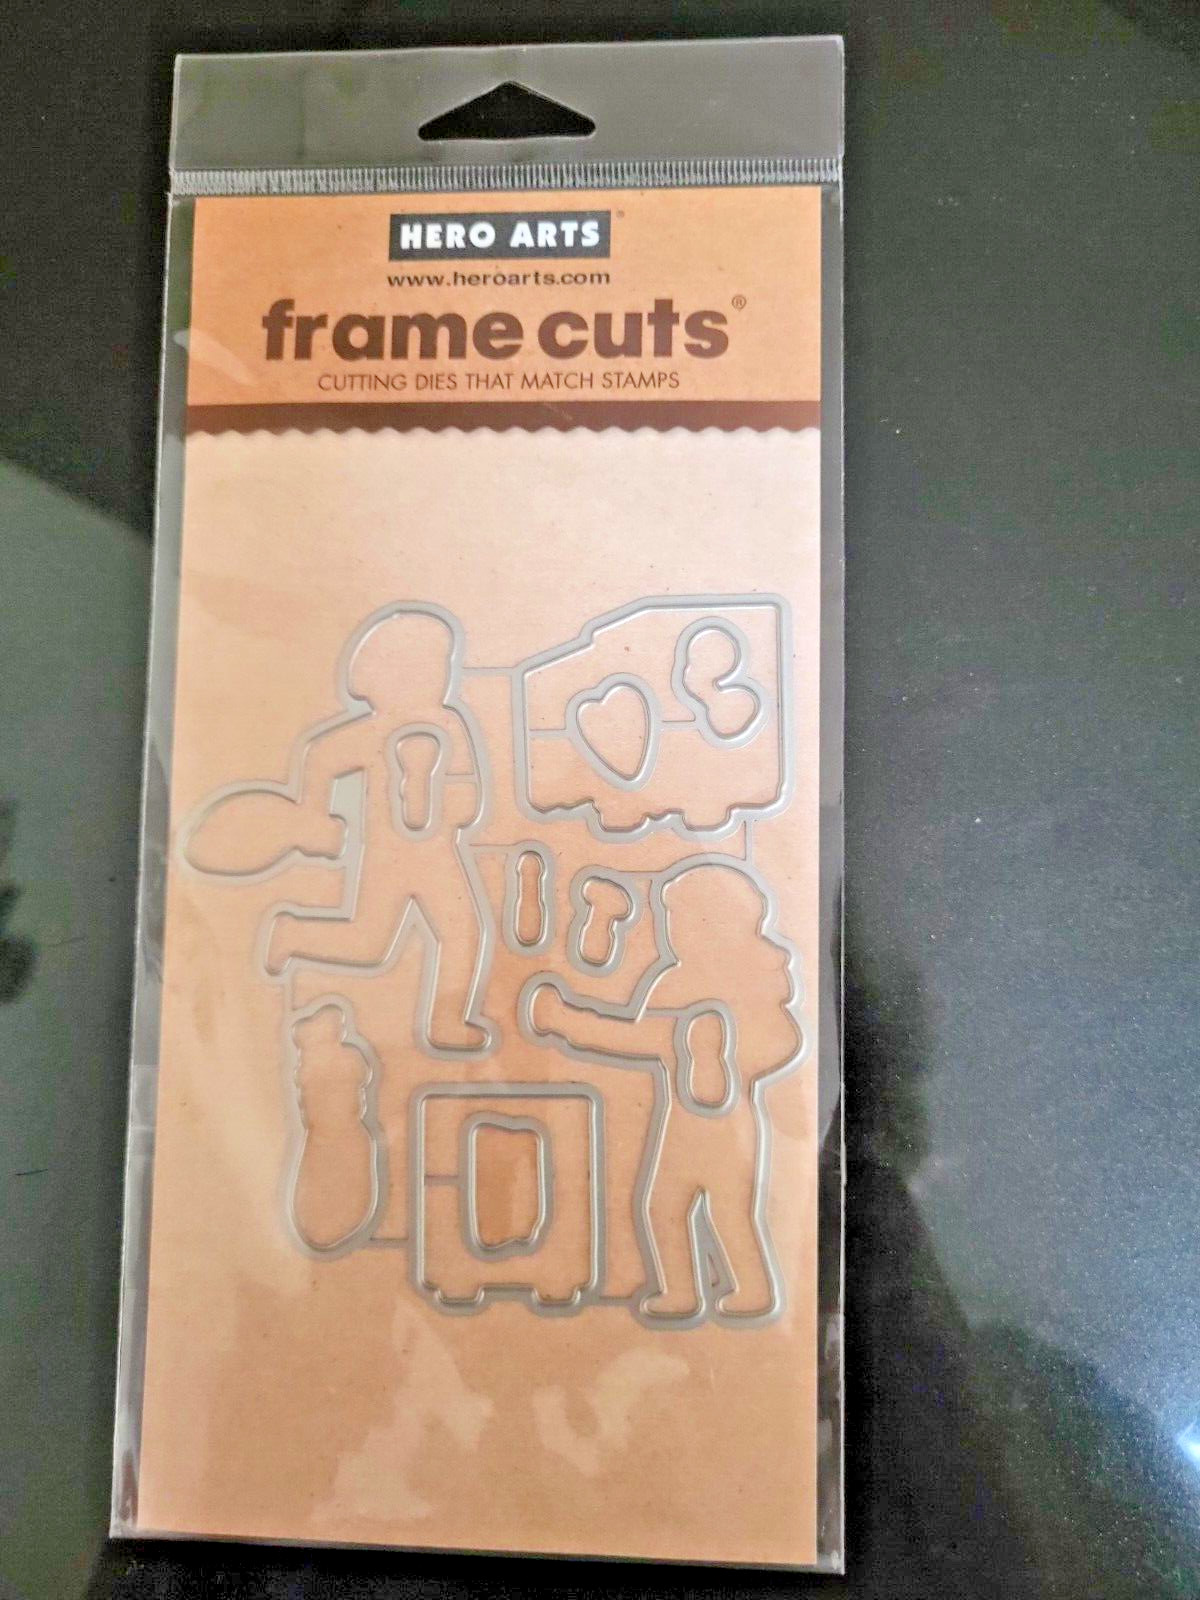 HERO ARTS®
www.heroarts.com
frame cuts®
CUTTING DIES THAT MATCH STAMPS